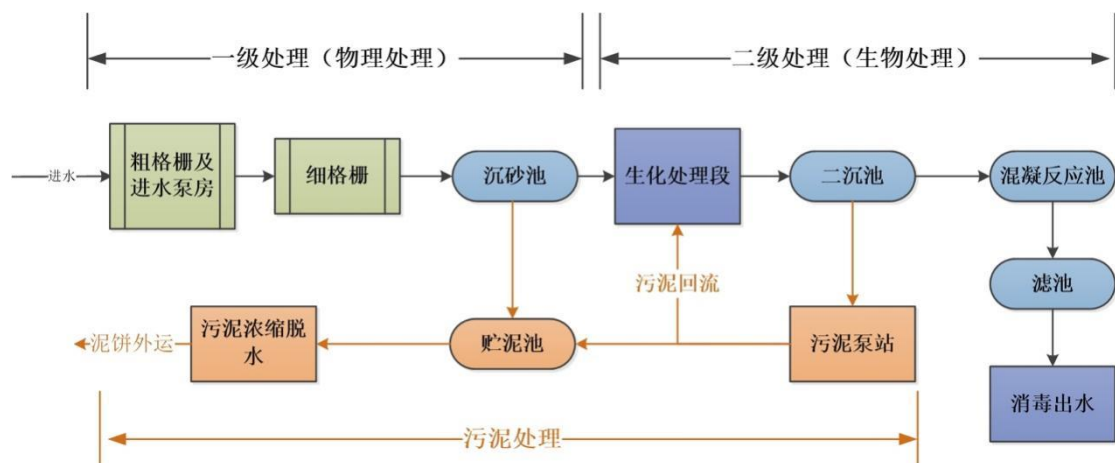 一级处理（物理处理）
二级处理（生物处理）
进水
粗格栅及
进水泵房
细格栅
沉砂池
生化处理段
二沉池
混凝反应池
污泥回流
滤池
泥饼外运
污泥浓缩脱
水
贮泥池
污泥泵站
消毒出水
污泥处理